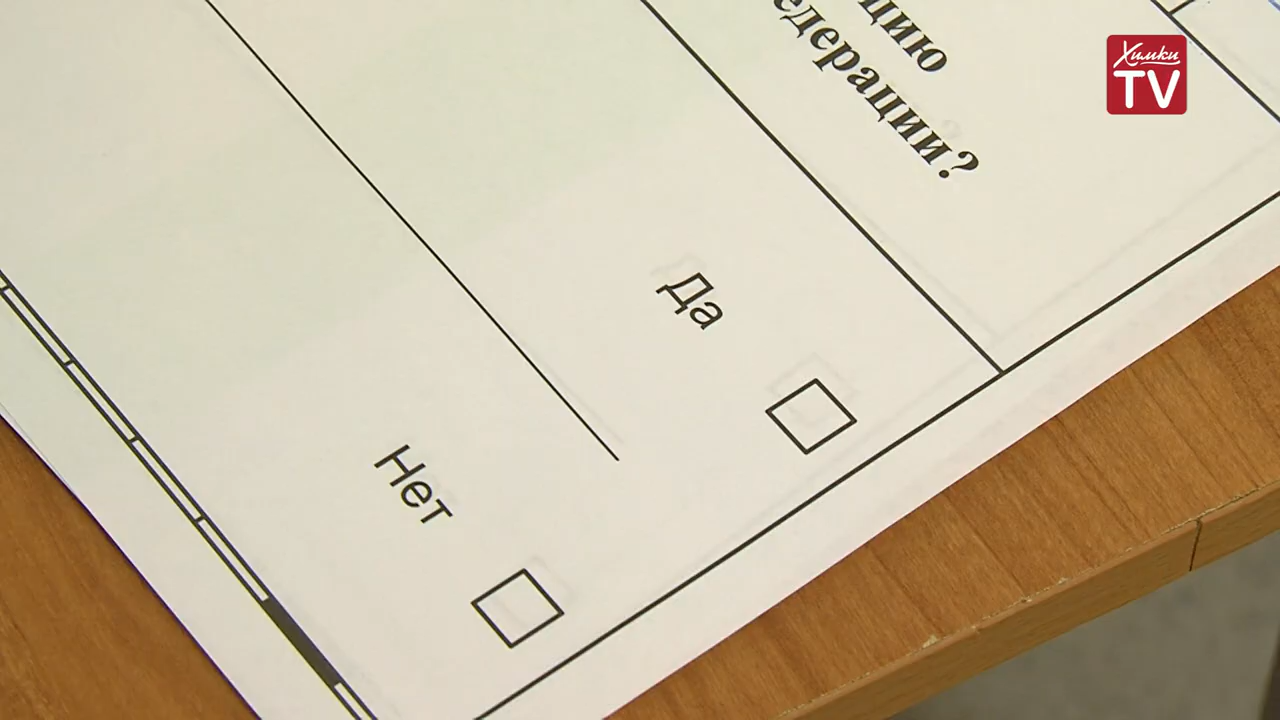 цию
едерации?
Да
Нет
Химки
TV